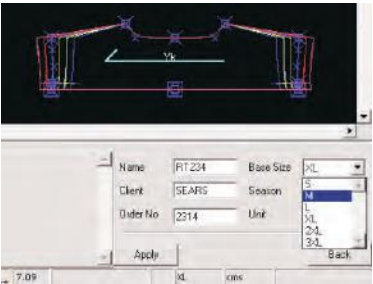 Yk
Name RT234 Base Size XL
Client SEARS Season S
M
L
Order No 2314 Unit XL
2XL
3XL
Apply Back
7.09 XL cms